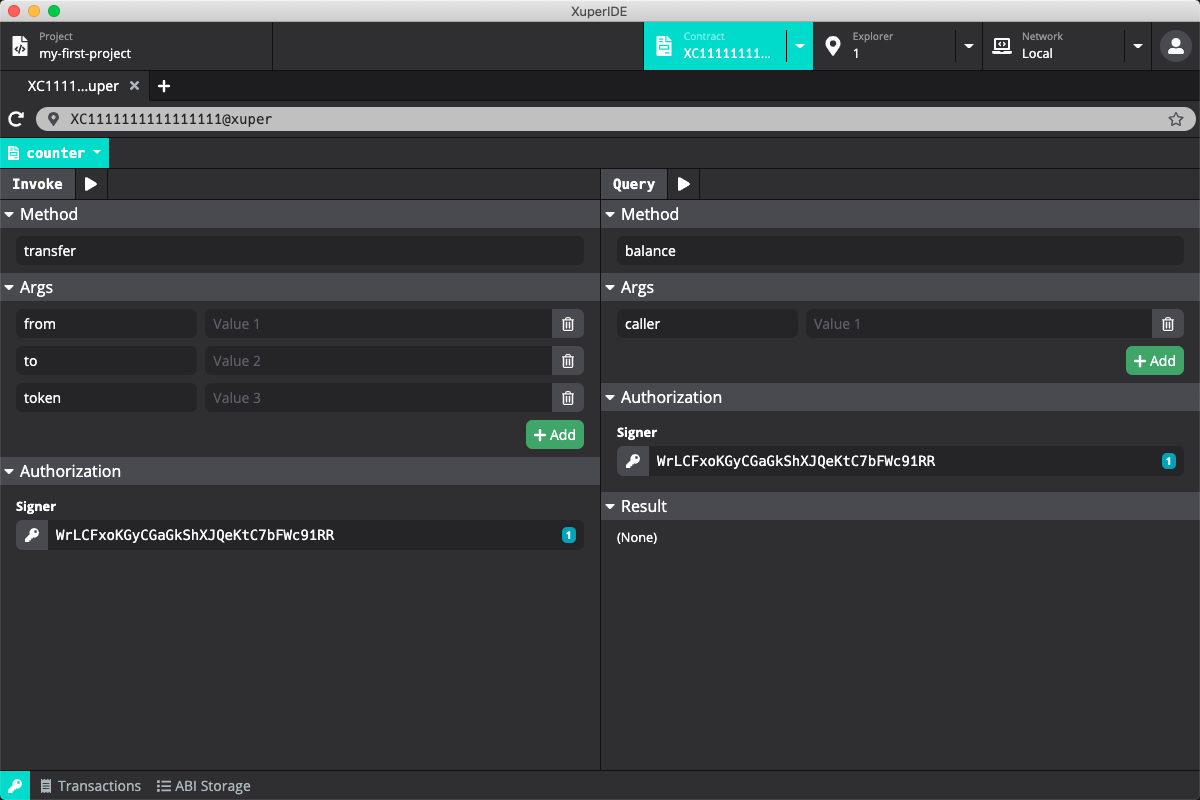 XuperIDE
Project
my-first-project
Contract
XC11111111...
Explorer
1
Network
Local
XC1111...uper
XC1111111111111111@xuper
counter
Invoke
Method
transfer
Args
from
Value 1
to
Value 2
token
Value 3
Add
Authorization
Signer
WrLCFxoKGyCGaGkShXJQeKtC7bFWc91RR
1
Query
Method
balance
Args
caller
Value 1
Add
Authorization
Signer
WrLCFxoKGyCGaGkShXJQeKtC7bFWc91RR
1
Result
(None)
Transactions
ABI Storage